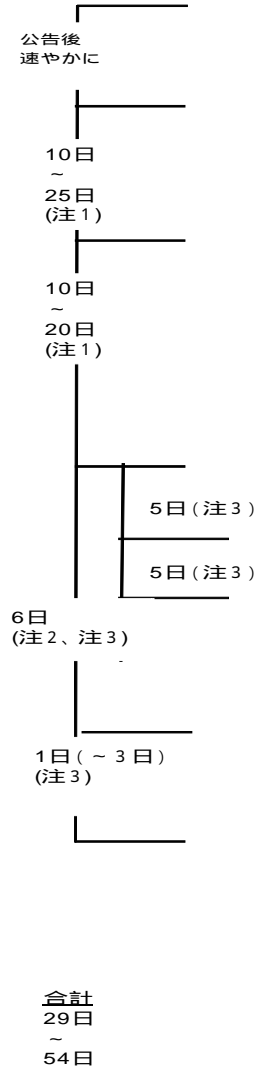 公告後
速やかに
10日
～
25日
(注1)
10日
～
20日
(注1)
5日(注3)
5日(注3)
6日
(注2、注3)
1日(～3日)
(注3)
合計
29日
～
54日